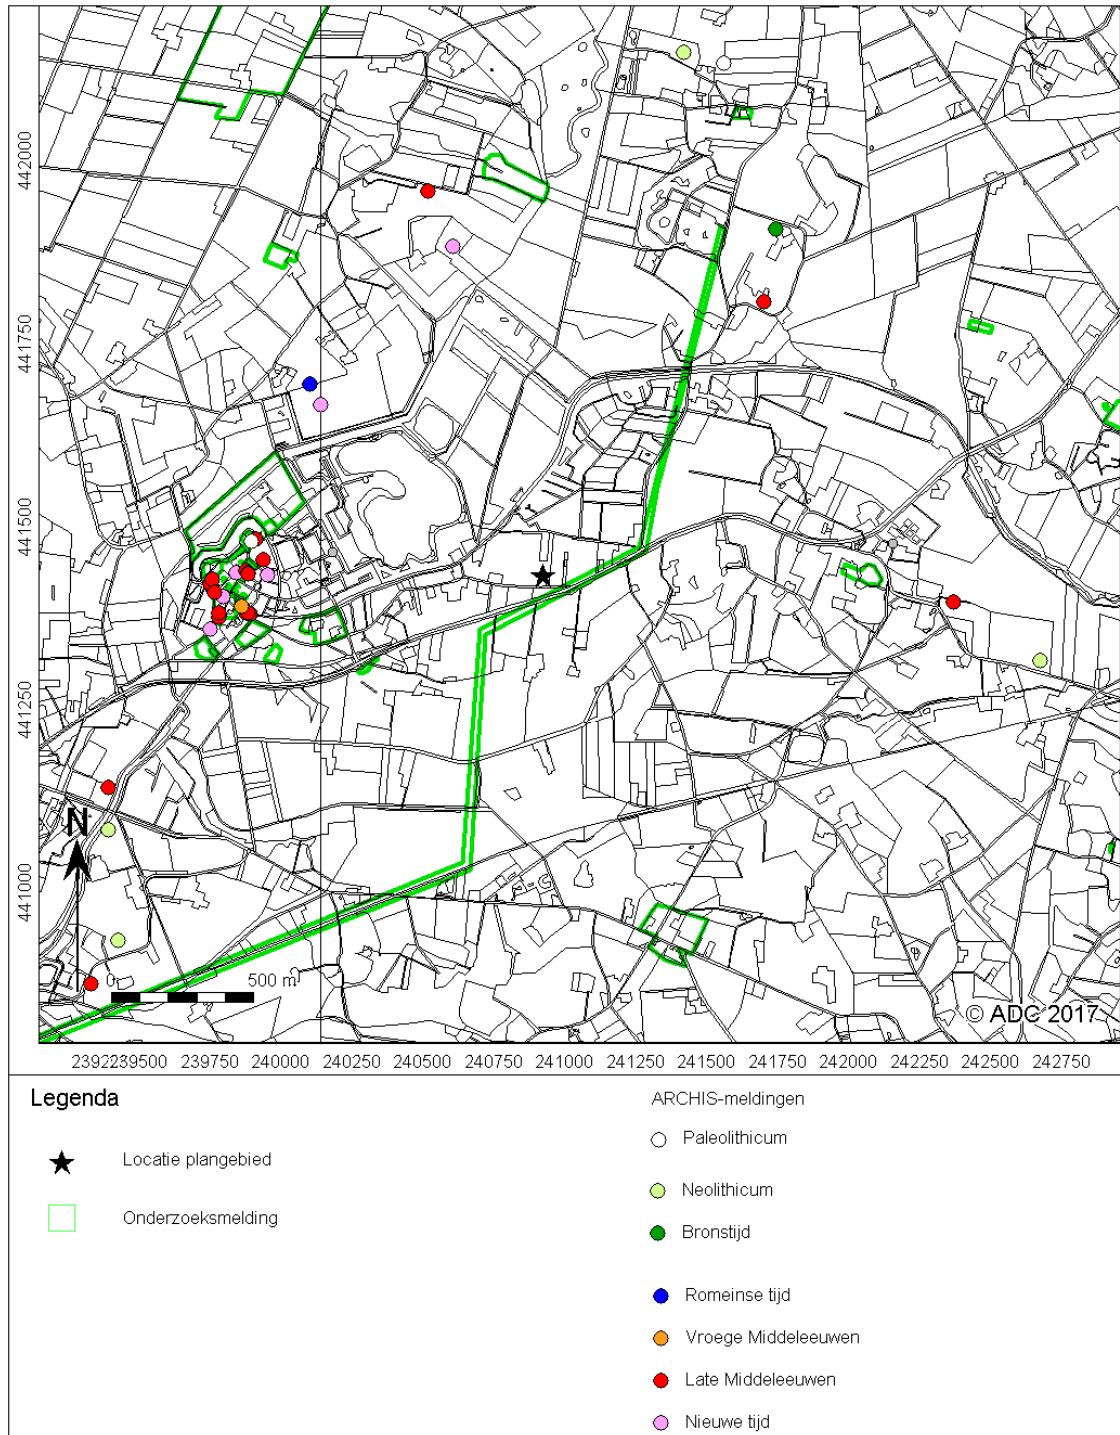 442000
441750
441500
441250
441000
N
0
500 m
© ADC 2017
2392239500 239750 240000 240250 240500 240750 241000 241250 241500 241750 242000 242250 242500 242750
Legenda
Locatie plangebied
Onderzoeksmelding
ARCHIS-meldingen
Paleolithicum
Neolithicum
Bronstijd
Romeinse tijd
Vroege Middeleeuwen
Late Middeleeuwen
Nieuwe tijd